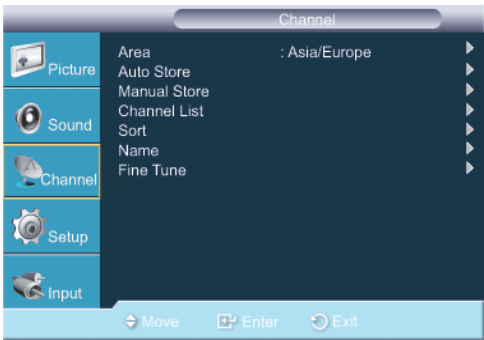 Channel
Picture
Sound
Channel
Setup
Input
Area : Asia/Europe
Auto Store
Manual Store
Channel List
Sort
Name
Fine Tune
Move Enter Exit